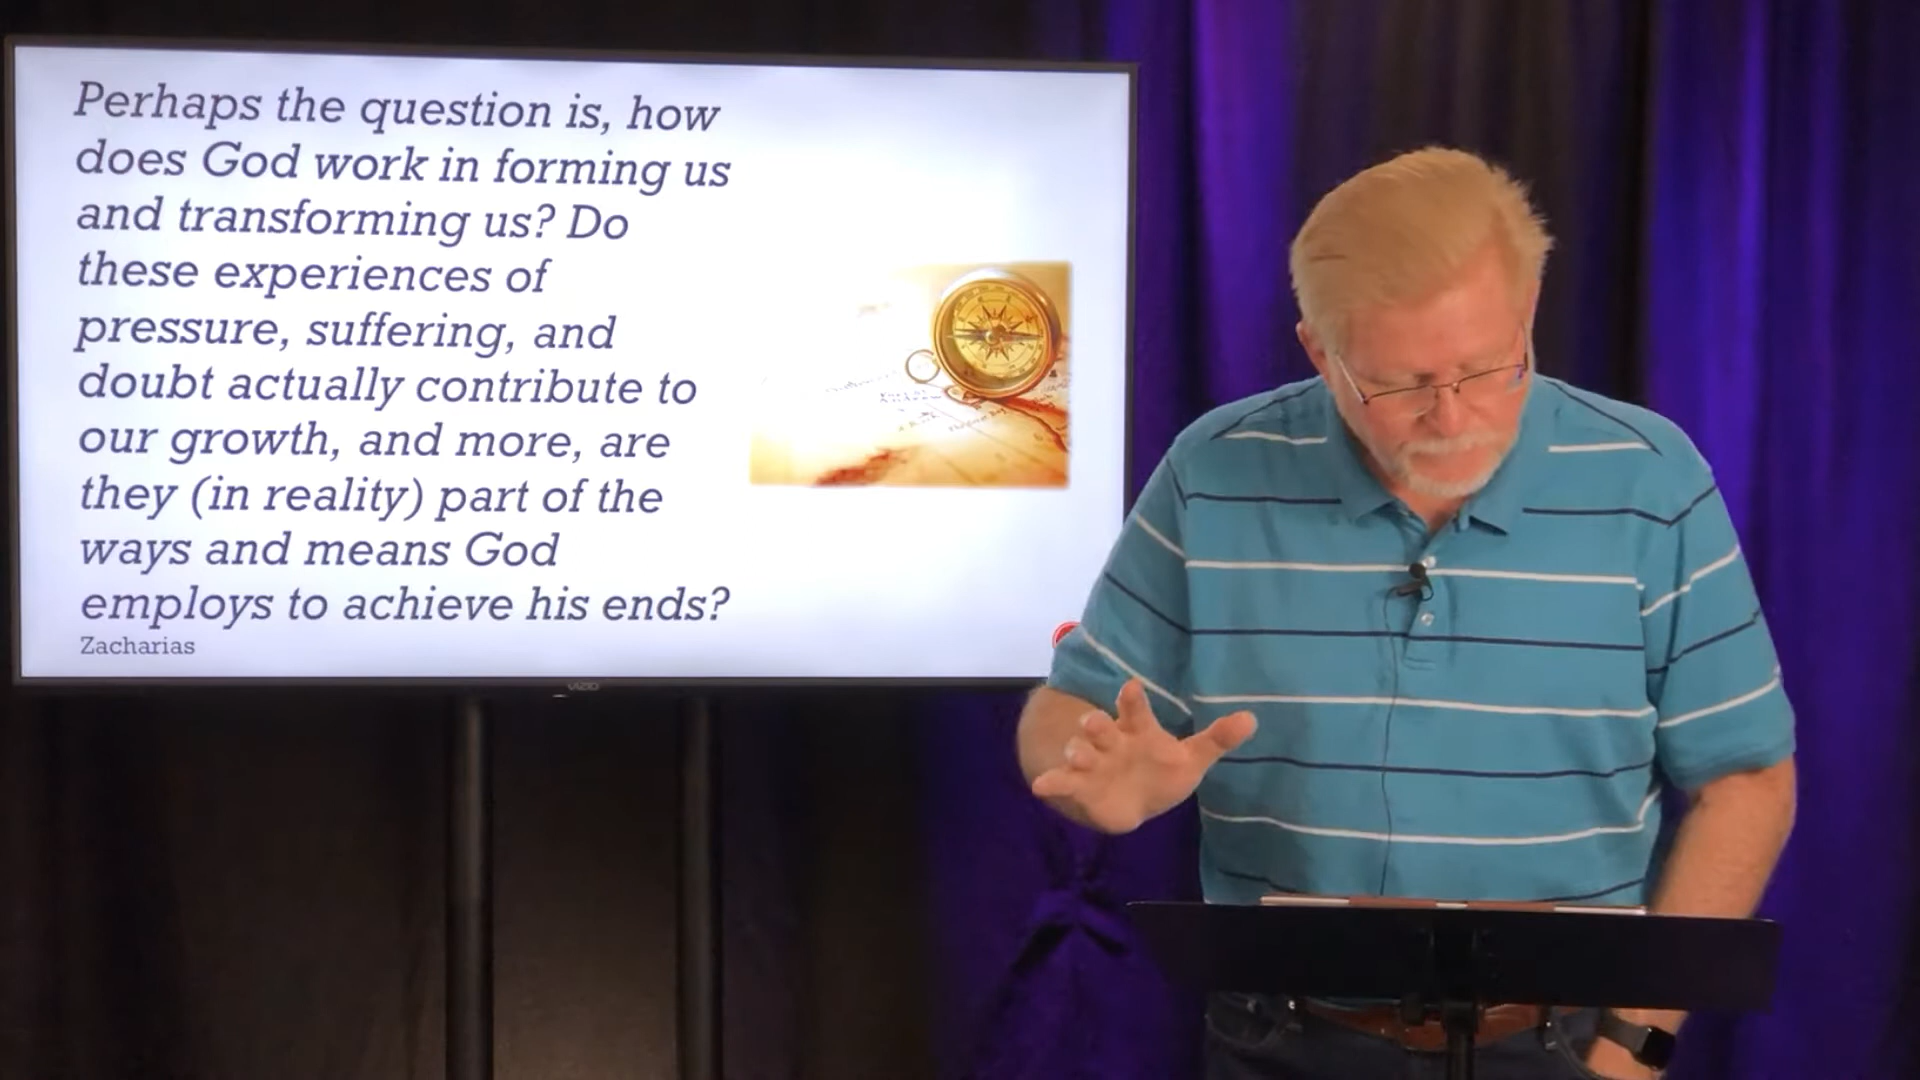 Perhaps the question is, how
does God work in forming us
and transforming us? Do
these experiences of
pressure, suffering, and
doubt actually contribute to
our growth, and more, are
they (in reality) part of the
ways and means God
employs to achieve his ends?
Zacharias
VIZIO